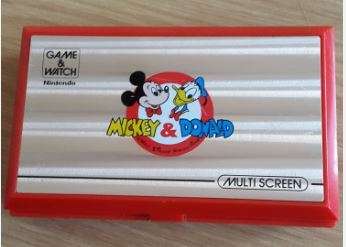 GAME
&
WATCH
Nintendo
MICKEY & DONALD
MULTI SCREEN